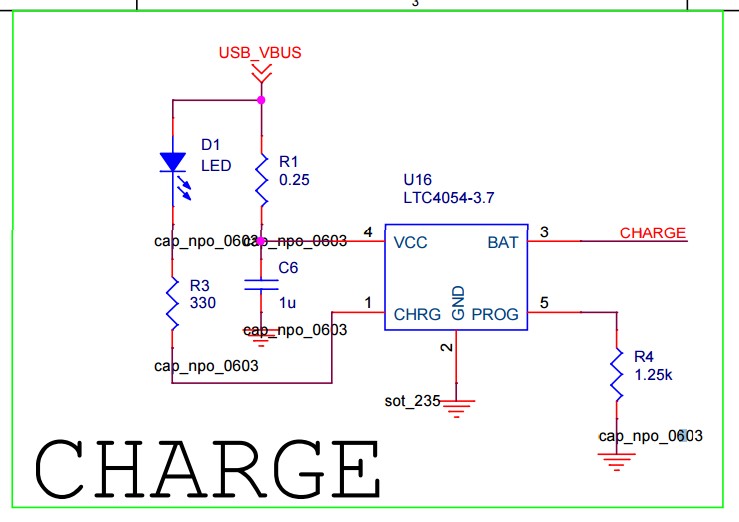 3
USB_VBUS
D1
LED
R1
0.25
U16
LTC4054-3.7
cap_npo_0603
cap_npo_0603
4
VCC
BAT
3
CHARGE
C6
1u
R3
330
1
CHRG
GND
PROG
5
cap_npo_0603
2
R4
1.25k
cap_npo_0603
sot_235
cap_npo_0603
CHARGE